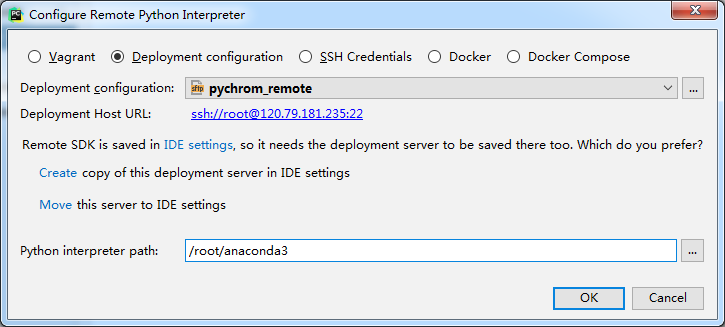 PC
Configure Remote Python Interpreter
Vagrant Deployment configuration SSH Credentials Docker Docker Compose
Deployment configuration: sftp pychrom_remote ...
Deployment Host URL: ssh://root@120.79.181.235:22
Remote SDK is saved in IDE settings, so it needs the deployment server to be saved there too. Which do you prefer?
Create copy of this deployment server in IDE settings
Move this server to IDE settings
Python interpreter path: /root/anaconda3 ...
OK Cancel